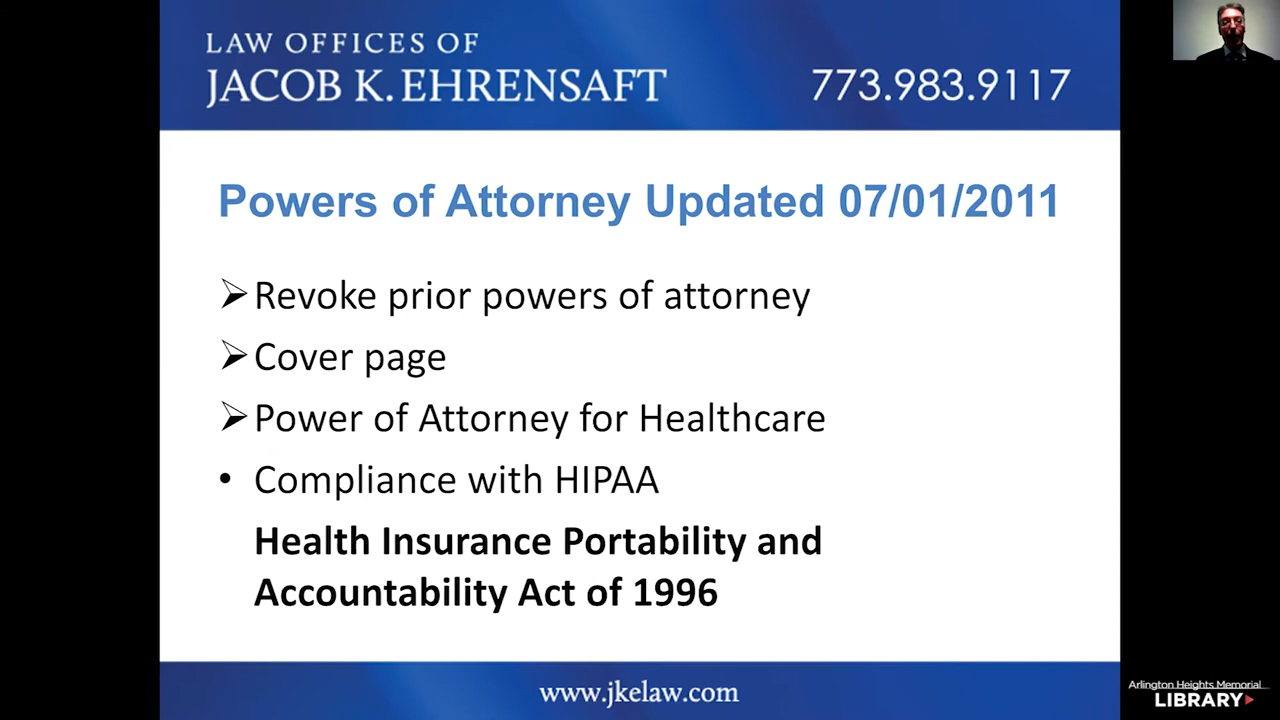 LAW OFFICES OF
JACOB K. EHRENSAFT
773.983.9117
Powers of Attorney Updated 07/01/2011
Revoke prior powers of attorney
Cover page
Power of Attorney for Healthcare
• Compliance with HIPAA
Health Insurance Portability and
Accountability Act of 1996
www.jkelaw.com
Arlington Heights Memorial
LIBRARY